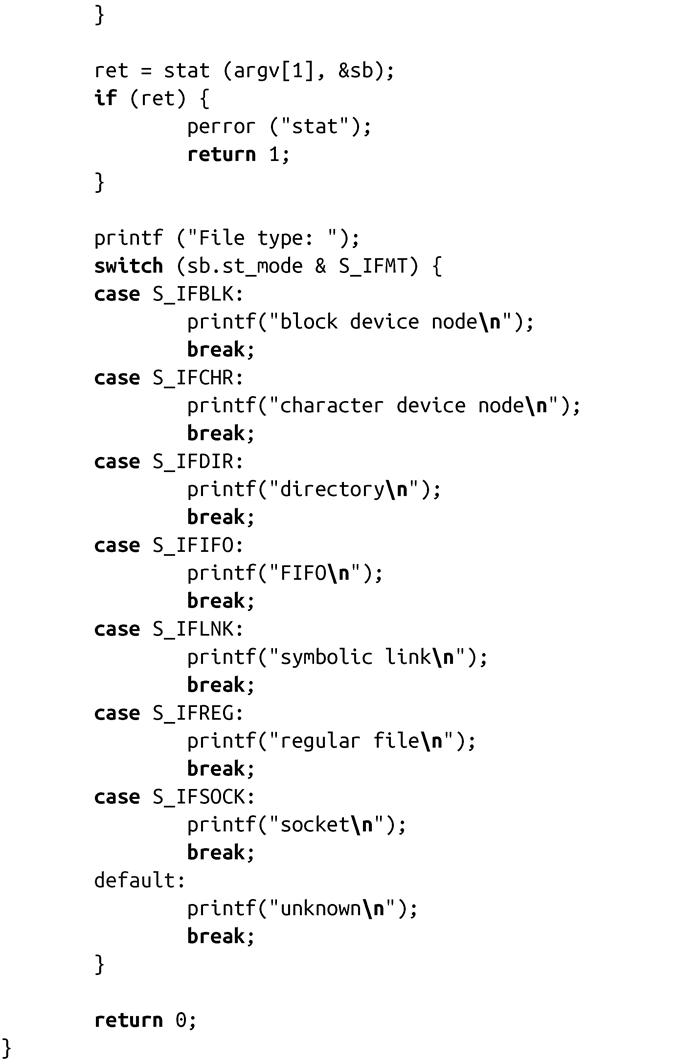 }

        ret = stat (argv[1], &sb);
        if (ret) {
                perror ("stat");
                return 1;
        }

        printf ("File type: ");
        switch (sb.st_mode & S_IFMT) {
        case S_IFBLK:
                printf("block device node\n");
                break;
        case S_IFCHR:
                printf("character device node\n");
                break;
        case S_IFDIR:
                printf("directory\n");
                break;
        case S_IFIFO:
                printf("FIFO\n");
                break;
        case S_IFLNK:
                printf("symbolic link\n");
                break;
        case S_IFREG:
                printf("regular file\n");
                break;
        case S_IFSOCK:
                printf("socket\n");
                break;
        default:
                printf("unknown\n");
                break;
        }

        return 0;
}